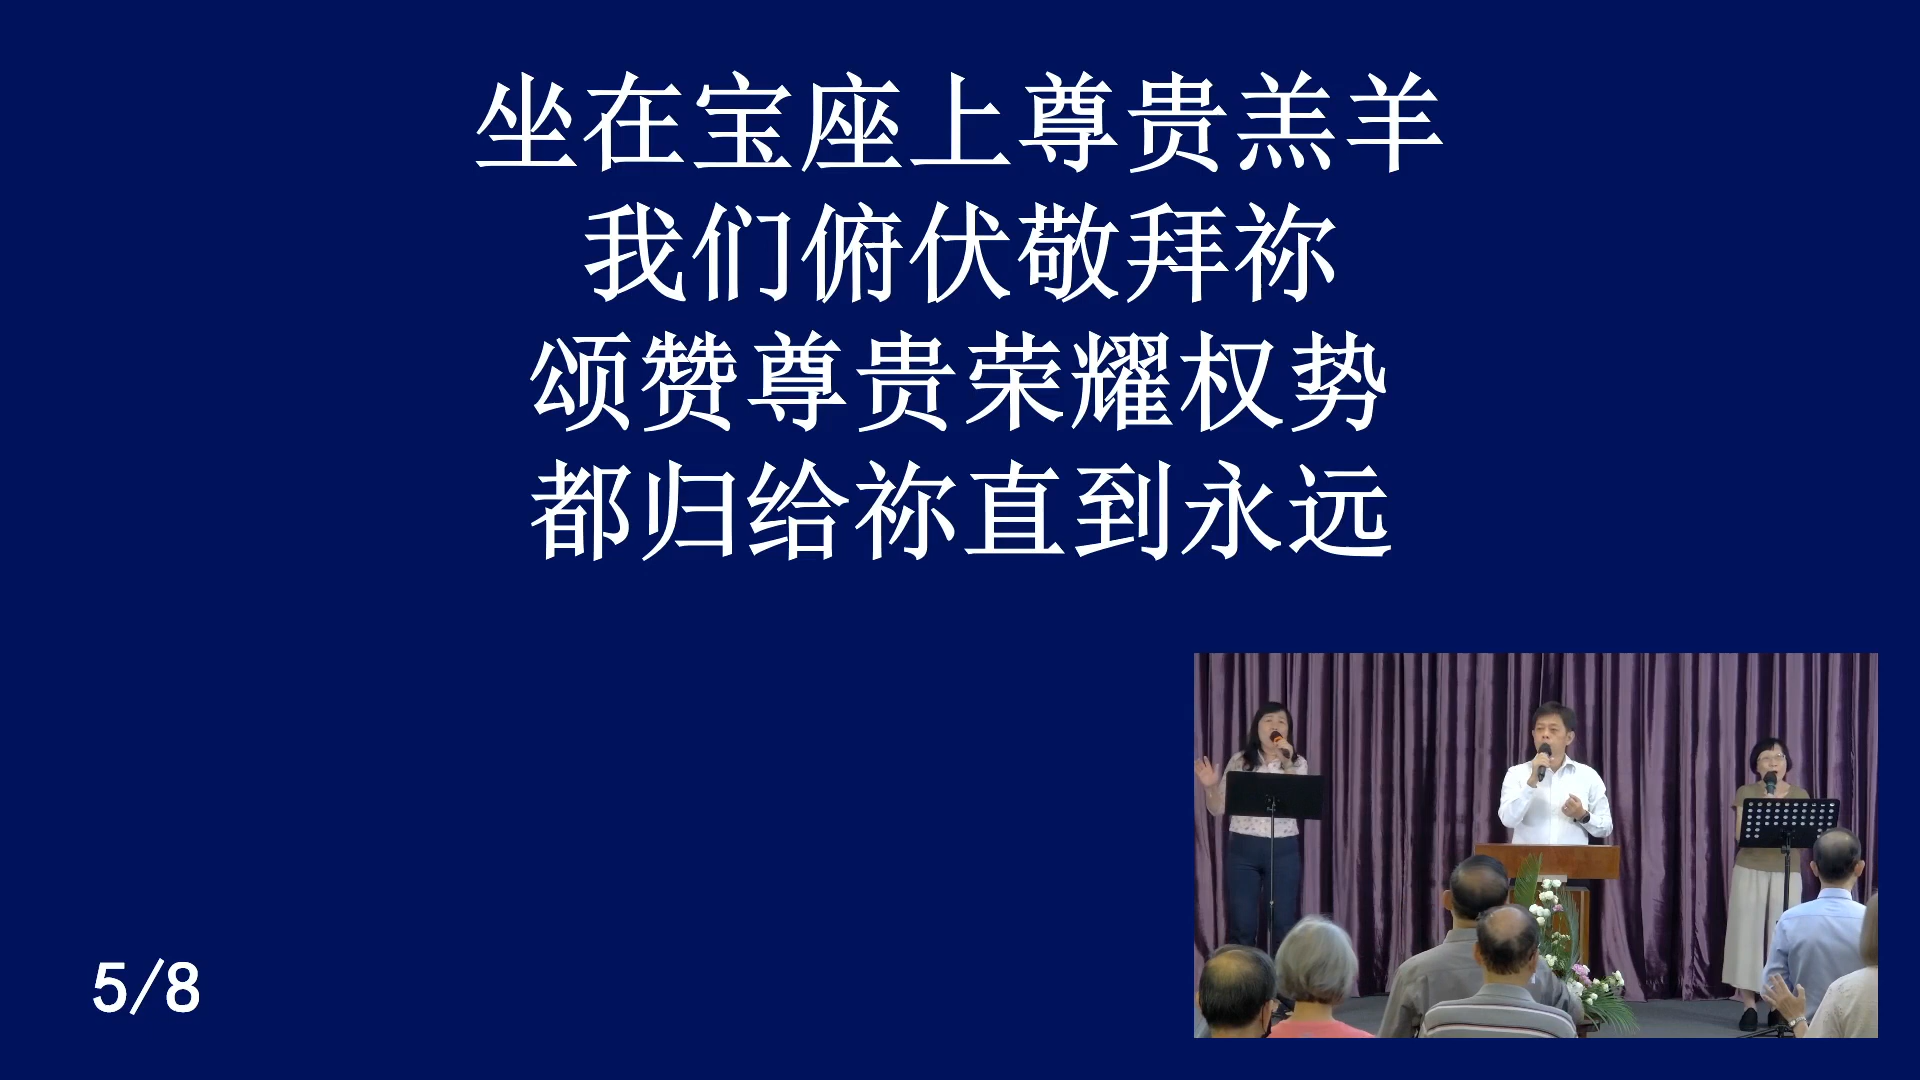 坐在宝座上尊贵羔羊
我们俯伏敬拜祢
颂赞尊贵荣耀权势
都归给祢直到永远
5/8